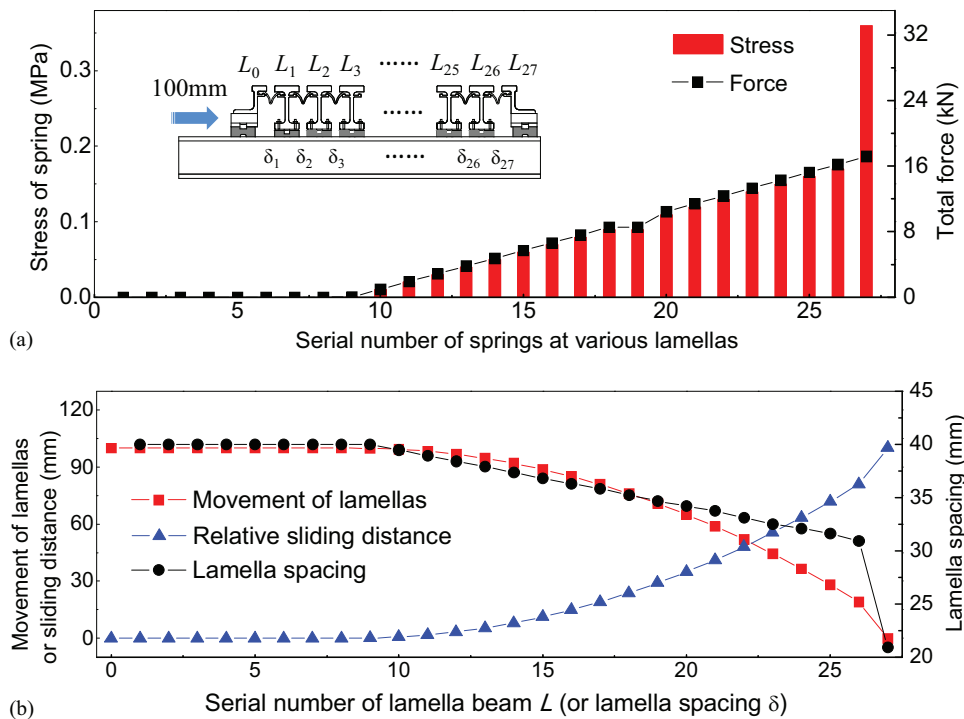 Stress of spring (MPa)
0.3
0.2
0.1
0.0
Total force (kN)
32
24
16
8
0
Stress
Force
L0 L1 L2 L3 ...... L25 L26 L27
100mm
δ1 δ2 δ3 ...... δ26 δ27
0 5 10 15 20 25
Serial number of springs at various lamellas
(a)
Movement of lamellas
or sliding distance (mm)
120
90
60
30
0
Lamella spacing (mm)
45
40
35
30
25
20
Movement of lamellas
Relative sliding distance
Lamella spacing
0 5 10 15 20 25
Serial number of lamella beam L (or lamella spacing δ)
(b)